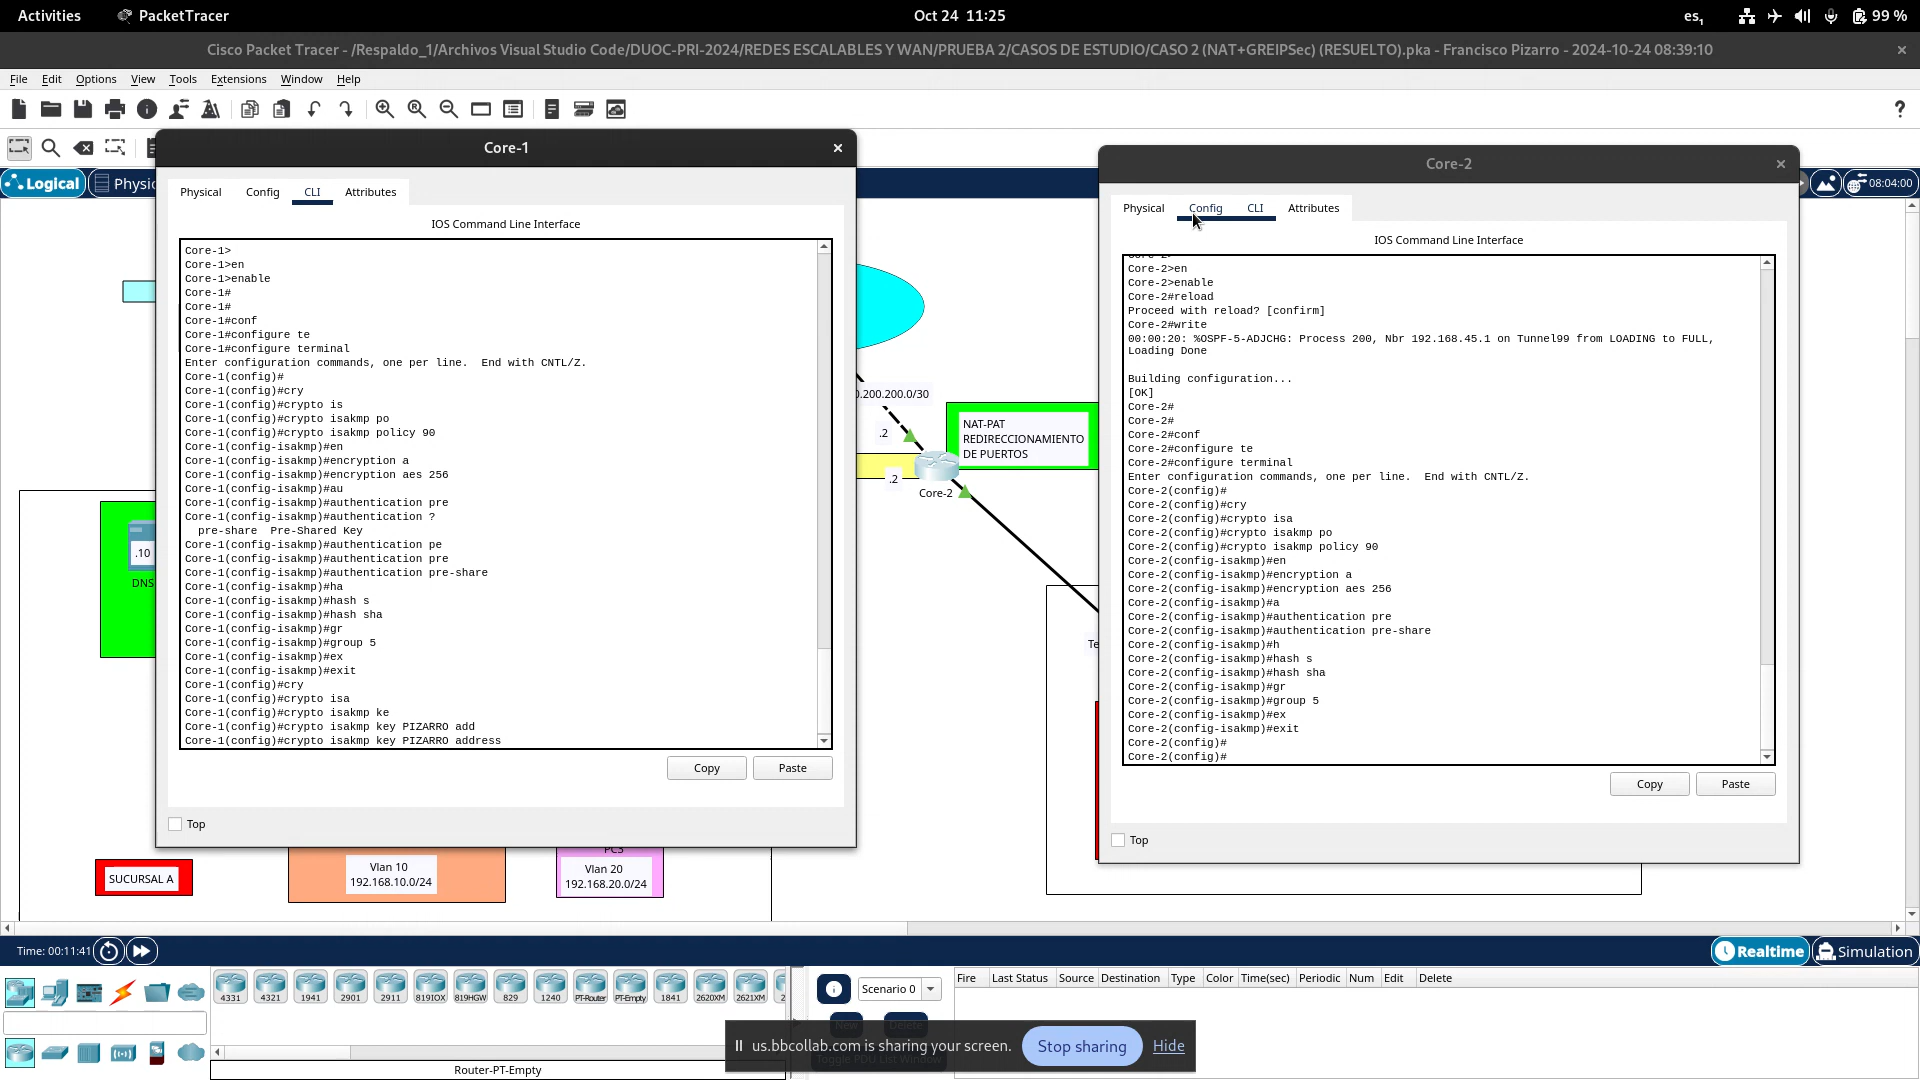 Activities
PacketTracer
Oct 24 11:25
es1
99 %
Cisco Packet Tracer - /Respaldo_1/Archivos Visual Studio Code/DUOC-PRI-2024/REDES ESCALABLES Y WAN/PRUEBA 2/CASOS DE ESTUDIO/CASO 2 (NAT+GREIPSec) (RESUELTO).pka - Francisco Pizarro - 2024-10-24 08:39:10
File Edit Options View Tools Extensions Window Help
Logical
Physic
08:04:00
Core-1
Physical Config CLI Attributes
IOS Command Line Interface
Core-1>
Core-1>en
Core-1>enable
Core-1#
Core-1#
Core-1#conf
Core-1#configure te
Core-1#configure terminal
Enter configuration commands, one per line.  End with CNTL/Z.
Core-1(config)#
Core-1(config)#cry
Core-1(config)#crypto is
Core-1(config)#crypto isakmp po
Core-1(config)#crypto isakmp policy 90
Core-1(config-isakmp)#en
Core-1(config-isakmp)#encryption a
Core-1(config-isakmp)#encryption aes 256
Core-1(config-isakmp)#au
Core-1(config-isakmp)#authentication pre
Core-1(config-isakmp)#authentication ?
  pre-share  Pre-Shared Key
Core-1(config-isakmp)#authentication pe
Core-1(config-isakmp)#authentication pre
Core-1(config-isakmp)#authentication pre-share
Core-1(config-isakmp)#ha
Core-1(config-isakmp)#hash s
Core-1(config-isakmp)#hash sha
Core-1(config-isakmp)#gr
Core-1(config-isakmp)#group 5
Core-1(config-isakmp)#ex
Core-1(config-isakmp)#exit
Core-1(config)#cry
Core-1(config)#crypto isa
Core-1(config)#crypto isakmp ke
Core-1(config)#crypto isakmp key PIZARRO add
Core-1(config)#crypto isakmp key PIZARRO address
Copy
Paste
Top
.10
DNS
0.200.200.0/30
.2
.2
Core-2
NAT-PAT
REDIRECCIONAMIENTO
DE PUERTOS
Te
Core-2
Physical Config CLI Attributes
IOS Command Line Interface
Core-2>
Core-2>en
Core-2>enable
Core-2#reload
Proceed with reload? [confirm]
Core-2#write
00:00:20: %OSPF-5-ADJCHG: Process 200, Nbr 192.168.45.1 on Tunnel99 from LOADING to FULL,
Loading Done
Building configuration...
[OK]
Core-2#
Core-2#
Core-2#conf
Core-2#configure te
Core-2#configure terminal
Enter configuration commands, one per line.  End with CNTL/Z.
Core-2(config)#
Core-2(config)#cry
Core-2(config)#crypto isa
Core-2(config)#crypto isakmp po
Core-2(config)#crypto isakmp policy 90
Core-2(config-isakmp)#en
Core-2(config-isakmp)#encryption a
Core-2(config-isakmp)#encryption aes 256
Core-2(config-isakmp)#a
Core-2(config-isakmp)#authentication pre
Core-2(config-isakmp)#authentication pre-share
Core-2(config-isakmp)#h
Core-2(config-isakmp)#hash s
Core-2(config-isakmp)#hash sha
Core-2(config-isakmp)#gr
Core-2(config-isakmp)#group 5
Core-2(config-isakmp)#ex
Core-2(config-isakmp)#exit
Core-2(config)#
Core-2(config)#
Copy
Paste
Top
SUCURSAL A
Vlan 10
192.168.10.0/24
PCS
Vlan 20
192.168.20.0/24
Time: 00:11:41
Realtime
Simulation
4331 4321 1941 2901 2911 819IOX 819HGW 829 1240 PT-Router PT-Empty 1841 2620XM 2621XM 2
Router-PT-Empty
Scenario 0
New
Delete
Toggle PDU List Window
Fire Last Status Source Destination Type Color Time(sec) Periodic Num Edit Delete
us.bbcollab.com is sharing your screen.
Stop sharing
Hide